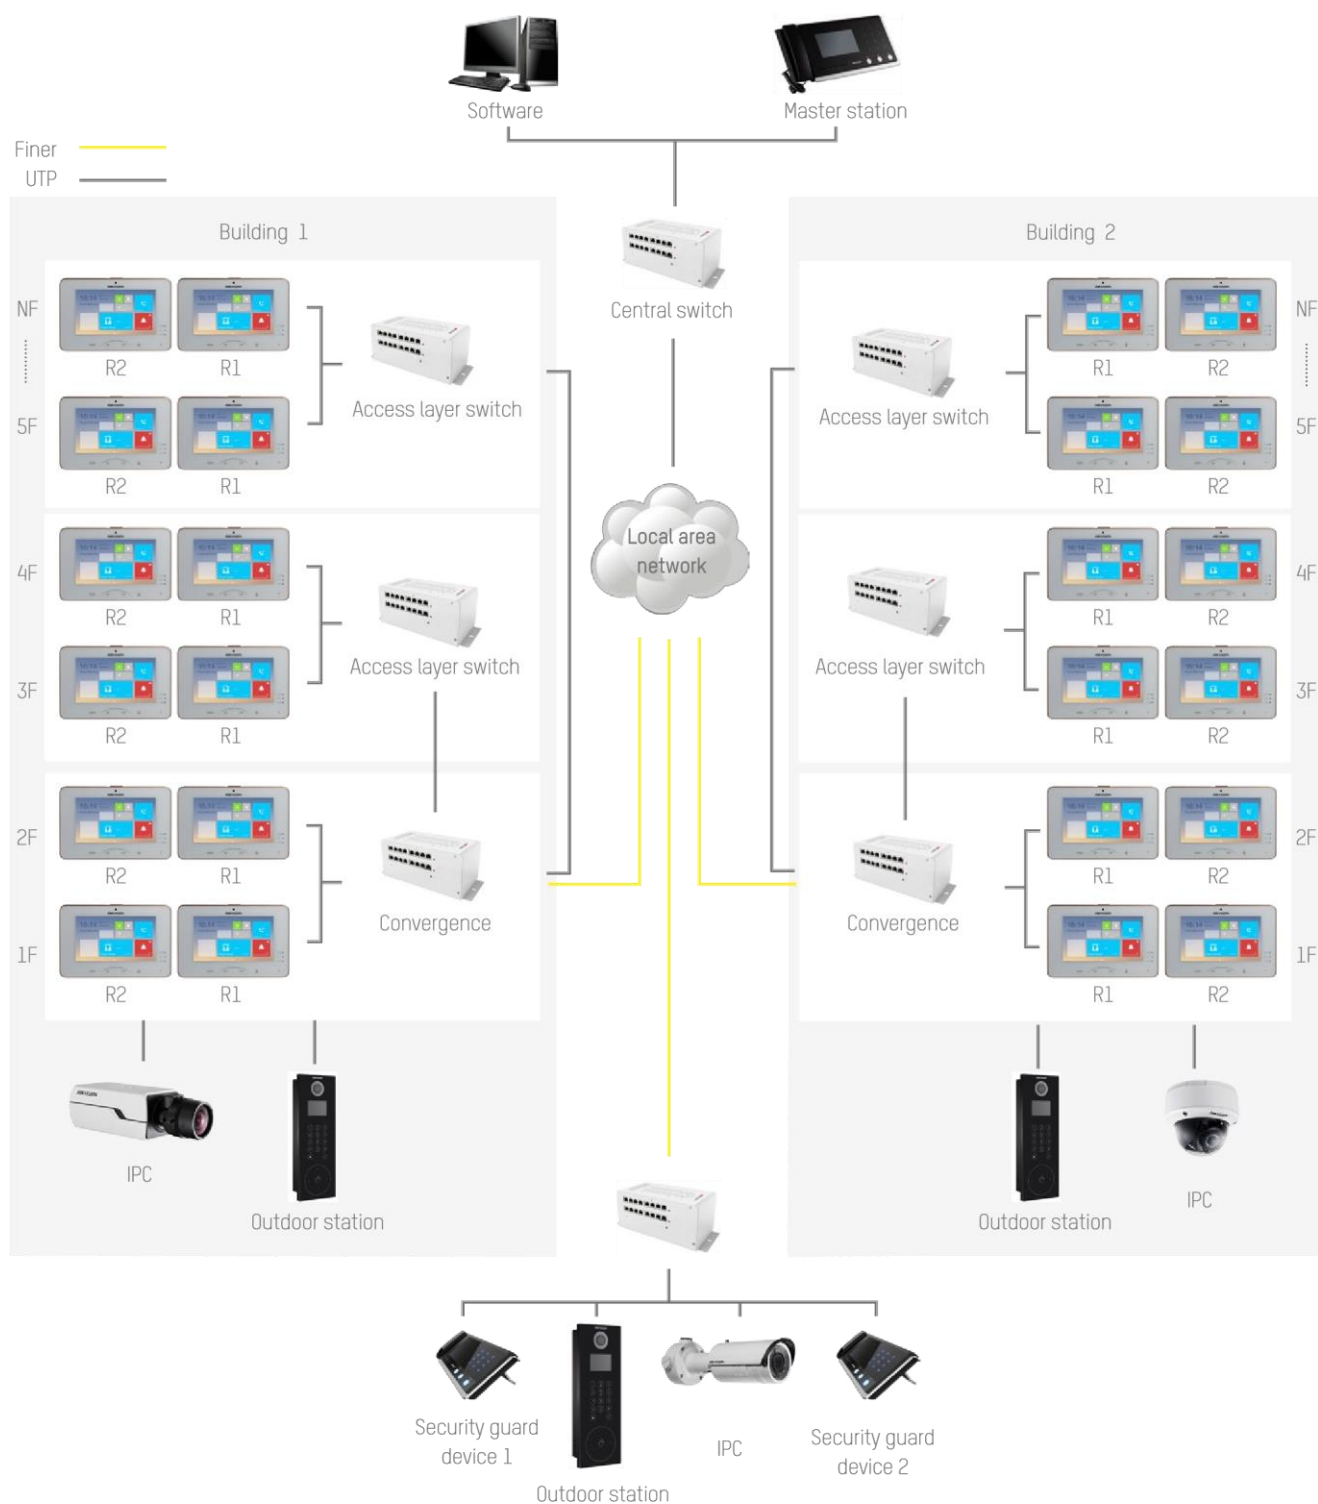 Software
Master station
Finer
UTP
Building 1
Building 2
Central switch
NF
R2
R1
Access layer switch
5F
R2
R1
4F
R2
R1
Access layer switch
3F
R2
R1
2F
R2
R1
Convergence
1F
R2
R1
IPC
Outdoor station
Local area
network
NF
R1
R2
Access layer switch
5F
R1
R2
4F
R1
R2
Access layer switch
3F
R1
R2
2F
R1
R2
Convergence
1F
R1
R2
Outdoor station
IPC
Security guard
device 1
Outdoor station
IPC
Security guard
device 2